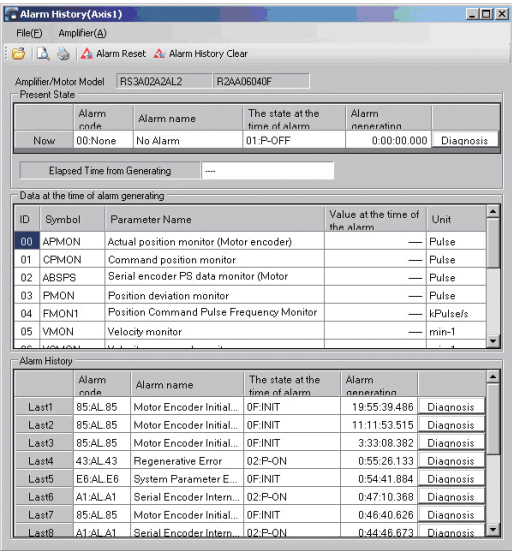 Alarm History(Axis1)
File(F) Amplifier(A)
Alarm Reset Alarm History Clear
Amplifier/Motor Model RS3A02A2AL2 R2AA06040F
Present State
Alarm code Alarm name The state at the time of alarm Alarm generating
Now 00:None No Alarm 01:P-OFF 0:00:00.000 Diagnosis
Elapsed Time from Generating ----
Data at the time of alarm generating
ID Symbol Parameter Name Value at the time of the alarm Unit
00 APMON Actual position monitor (Motor encoder) — Pulse
01 CPMON Command position monitor — Pulse
02 ABSPS Serial encoder PS data monitor (Motor — Pulse
03 PMON Position deviation monitor — Pulse
04 FMON1 Position Command Pulse Frequency Monitor — kPulse/s
05 VMON Velocity monitor — min-1
Alarm History
Alarm code Alarm name The state at the time of alarm Alarm generating
Last1 85:AL.85 Motor Encoder Initial... 0F:INIT 19:55:39.486 Diagnosis
Last2 85:AL.85 Motor Encoder Initial... 0F:INIT 11:11:53.515 Diagnosis
Last3 85:AL.85 Motor Encoder Initial... 0F:INIT 3:33:08.382 Diagnosis
Last4 43:AL.43 Regenerative Error 02:P-ON 0:55:26.133 Diagnosis
Last5 E6:AL.E6 System Parameter E... 0F:INIT 0:54:41.884 Diagnosis
Last6 A1:AL.A1 Serial Encoder Intern... 02:P-ON 0:47:10.368 Diagnosis
Last7 85:AL.85 Motor Encoder Initial... 0F:INIT 0:46:40.626 Diagnosis
Last8 A1:AL.A1 Serial Encoder Intern... 02:P-ON 0:44:46.673 Diagnosis